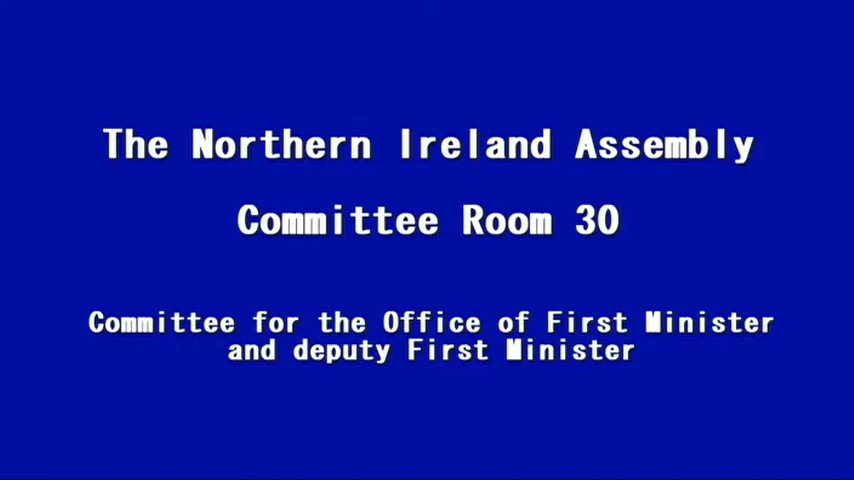 The Northern Ireland Assembly
Committee Room 30
Committee for the Office of First Minister
and deputy First Minister